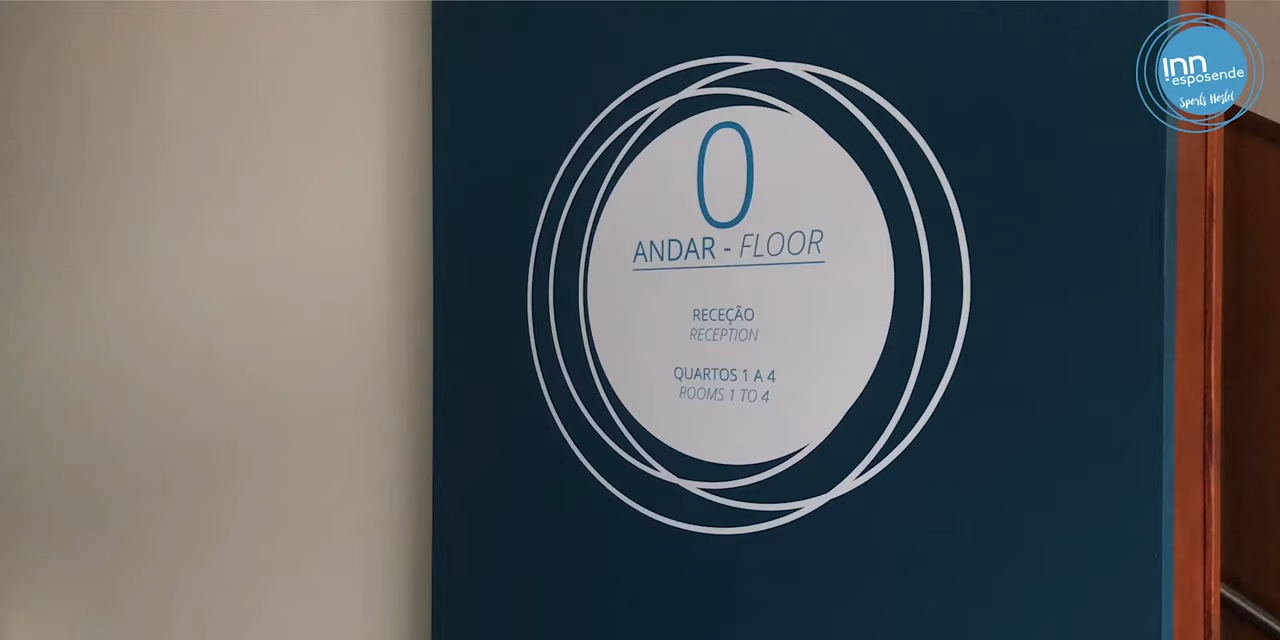 0
ANDAR - FLOOR
RECEÇÃO
RECEPTION
QUARTOS 1 A 4
ROOMS 1 TO 4
inn
esposende
Sports Hostel